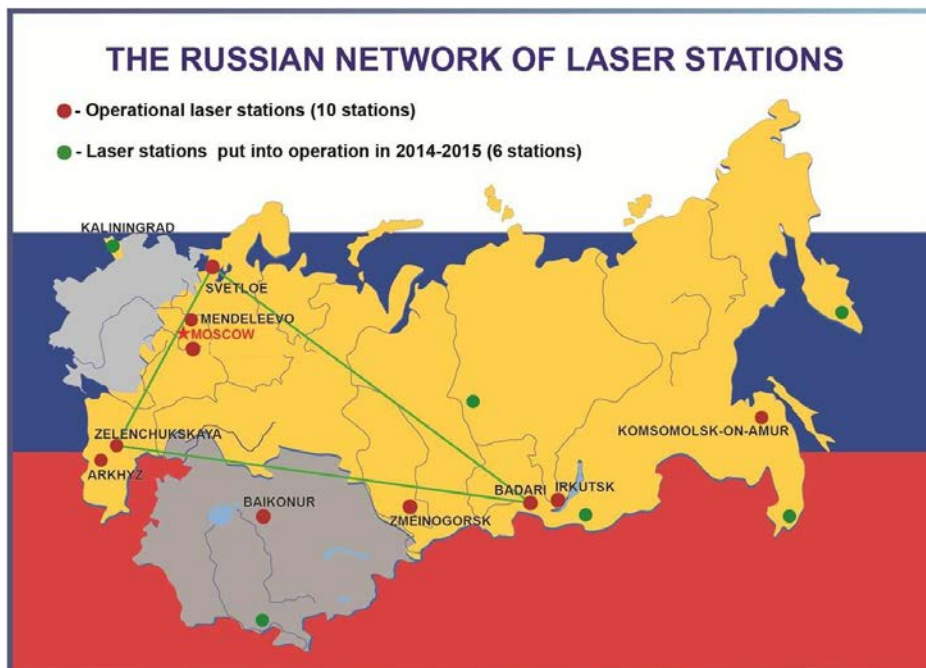 THE RUSSIAN NETWORK OF LASER STATIONS
- Operational laser stations (10 stations)
- Laser stations put into operation in 2014-2015 (6 stations)
KALININGRAD
SVETLOE
MENDELEEVO
MOSCOW
ZELENCHUKSKAYA
KOMSOMOLSK-ON-AMUR
ARKHYZ
BADARI
IRKUTSK
BAIKONUR
ZMEINOGORSK